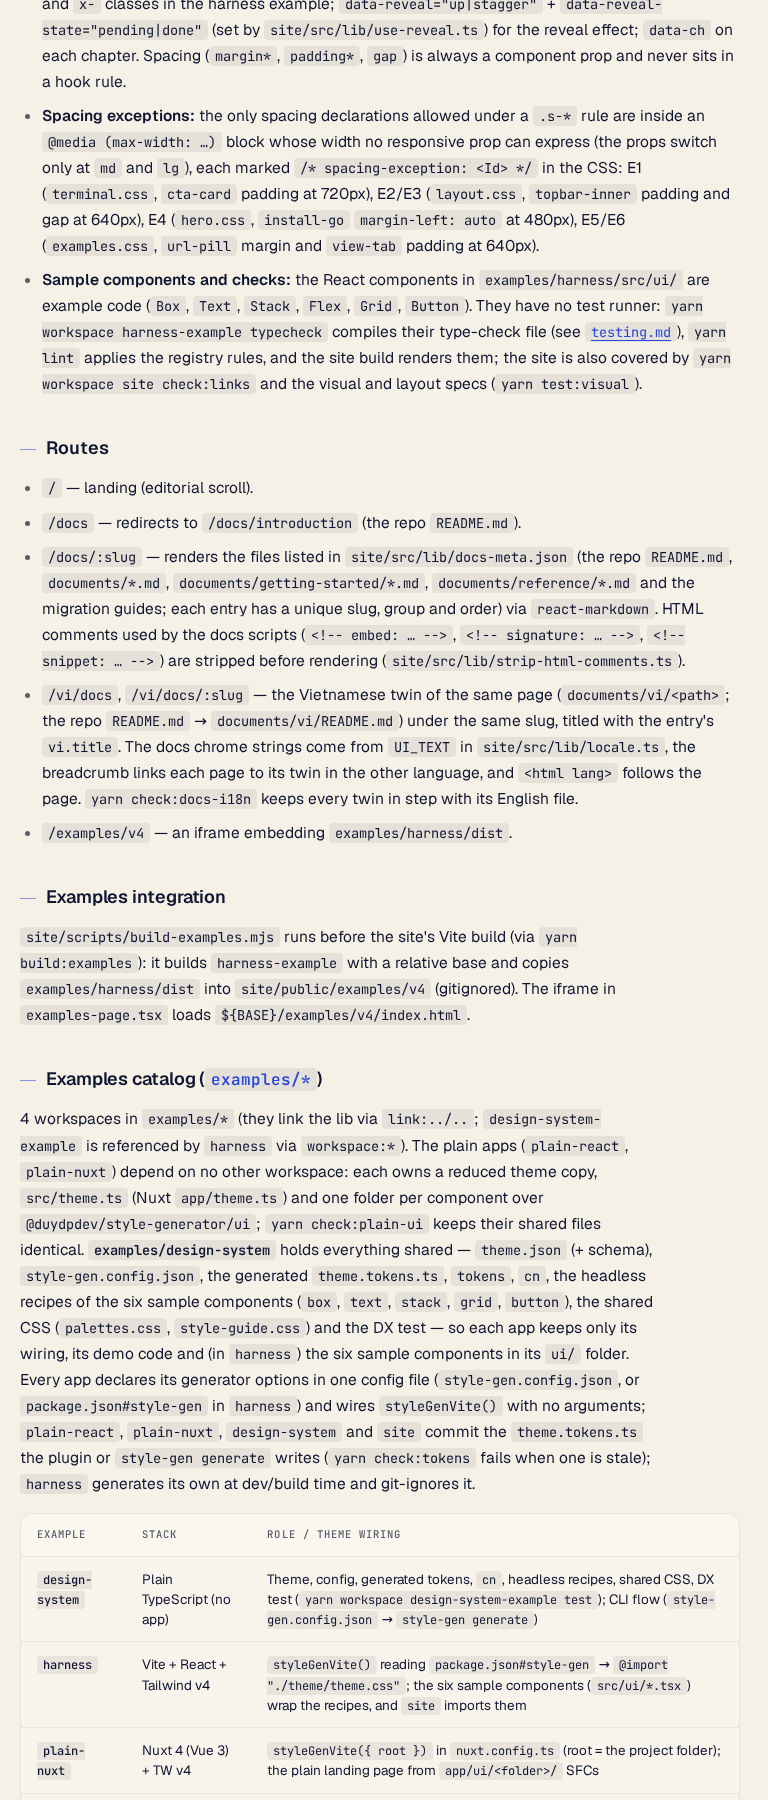 and x- classes in the harness example; data-reveal="up|stagger" + data-reveal-
state="pending|done" (set by site/src/lib/use-reveal.ts) for the reveal effect; data-ch on
each chapter. Spacing (margin*, padding*, gap) is always a component prop and never sits in
a hook rule.
• Spacing exceptions: the only spacing declarations allowed under a .s-* rule are inside an
@media (max-width: …) block whose width no responsive prop can express (the props switch
only at md and lg), each marked /* spacing-exception: <Id> */ in the CSS: E1
(terminal.css, cta-card padding at 720px), E2/E3 (layout.css, topbar-inner padding and
gap at 640px), E4 (hero.css, install-go margin-left: auto at 480px), E5/E6
(examples.css, url-pill margin and view-tab padding at 640px).
• Sample components and checks: the React components in examples/harness/src/ui/ are
example code (Box, Text, Stack, Flex, Grid, Button). They have no test runner: yarn
workspace harness-example typecheck compiles their type-check file (see testing.md), yarn
lint applies the registry rules, and the site build renders them; the site is also covered by yarn
workspace site check:links and the visual and layout specs (yarn test:visual).
— Routes
• / — landing (editorial scroll).
• /docs — redirects to /docs/introduction (the repo README.md).
• /docs/:slug — renders the files listed in site/src/lib/docs-meta.json (the repo README.md,
documents/*.md, documents/getting-started/*.md, documents/reference/*.md and the
migration guides; each entry has a unique slug, group and order) via react-markdown. HTML
comments used by the docs scripts (<!-- embed: … -->, <!-- signature: … -->, <!--
snippet: … -->) are stripped before rendering (site/src/lib/strip-html-comments.ts).
• /vi/docs, /vi/docs/:slug — the Vietnamese twin of the same page (documents/vi/<path>;
the repo README.md → documents/vi/README.md) under the same slug, titled with the entry's
vi.title. The docs chrome strings come from UI_TEXT in site/src/lib/locale.ts, the
breadcrumb links each page to its twin in the other language, and <html lang> follows the
page. yarn check:docs-i18n keeps every twin in step with its English file.
• /examples/v4 — an iframe embedding examples/harness/dist.
— Examples integration
site/scripts/build-examples.mjs runs before the site's Vite build (via yarn
build:examples): it builds harness-example with a relative base and copies
examples/harness/dist into site/public/examples/v4 (gitignored). The iframe in
examples-page.tsx loads ${BASE}/examples/v4/index.html.
— Examples catalog (examples/*)
4 workspaces in examples/* (they link the lib via link:../..; design-system-
example is referenced by harness via workspace:*). The plain apps (plain-react,
plain-nuxt) depend on no other workspace: each owns a reduced theme copy,
src/theme.ts (Nuxt app/theme.ts) and one folder per component over
@duydpdev/style-generator/ui; yarn check:plain-ui keeps their shared files
identical. examples/design-system holds everything shared — theme.json (+ schema),
style-gen.config.json, the generated theme.tokens.ts, tokens, cn, the headless
recipes of the six sample components (box, text, stack, grid, button), the shared
CSS (palettes.css, style-guide.css) and the DX test — so each app keeps only its
wiring, its demo code and (in harness) the six sample components in its ui/ folder.
Every app declares its generator options in one config file (style-gen.config.json, or
package.json#style-gen in harness) and wires styleGenVite() with no arguments;
plain-react, plain-nuxt, design-system and site commit the theme.tokens.ts
the plugin or style-gen generate writes (yarn check:tokens fails when one is stale);
harness generates its own at dev/build time and git-ignores it.
EXAMPLE STACK ROLE / THEME WIRING
design- Plain Theme, config, generated tokens, cn, headless recipes, shared CSS, DX
system TypeScript (no test (yarn workspace design-system-example test); CLI flow (style-
app) gen.config.json → style-gen generate)
harness Vite + React + styleGenVite() reading package.json#style-gen → @import
Tailwind v4 "./theme/theme.css"; the six sample components (src/ui/*.tsx)
wrap the recipes, and site imports them
plain- Nuxt 4 (Vue 3) styleGenVite({ root }) in nuxt.config.ts (root = the project folder);
nuxt + TW v4 the plain landing page from app/ui/<folder>/ SFCs